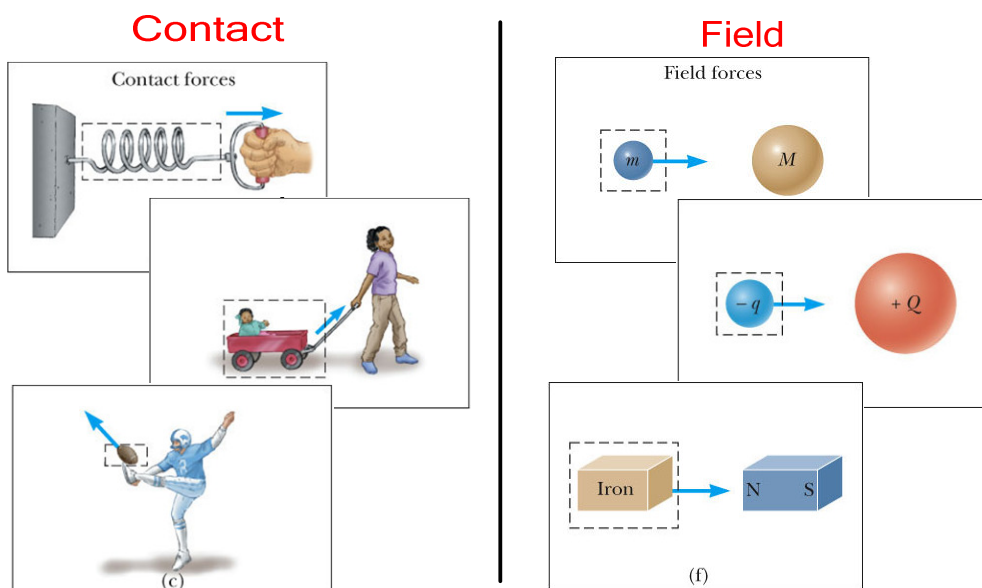 Contact
Contact forces
(c)
Field
Field forces
m
M
- q
+ Q
Iron
N S
(f)